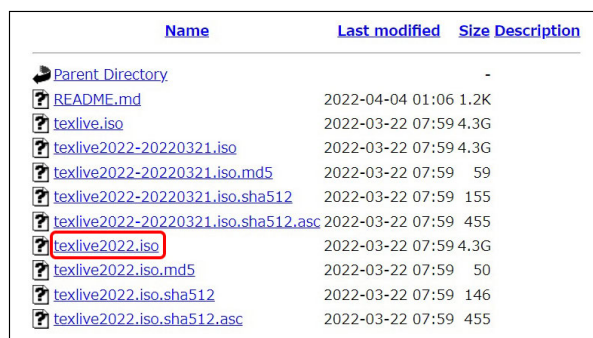 Name Last modified Size Description
Parent Directory -
README.md 2022-04-04 01:06 1.2K
texlive.iso 2022-03-22 07:59 4.3G
texlive2022-20220321.iso 2022-03-22 07:59 4.3G
texlive2022-20220321.iso.md5 2022-03-22 07:59 59
texlive2022-20220321.iso.sha512 2022-03-22 07:59 155
texlive2022-20220321.iso.sha512.asc 2022-03-22 07:59 455
texlive2022.iso 2022-03-22 07:59 4.3G
texlive2022.iso.md5 2022-03-22 07:59 50
texlive2022.iso.sha512 2022-03-22 07:59 146
texlive2022.iso.sha512.asc 2022-03-22 07:59 455